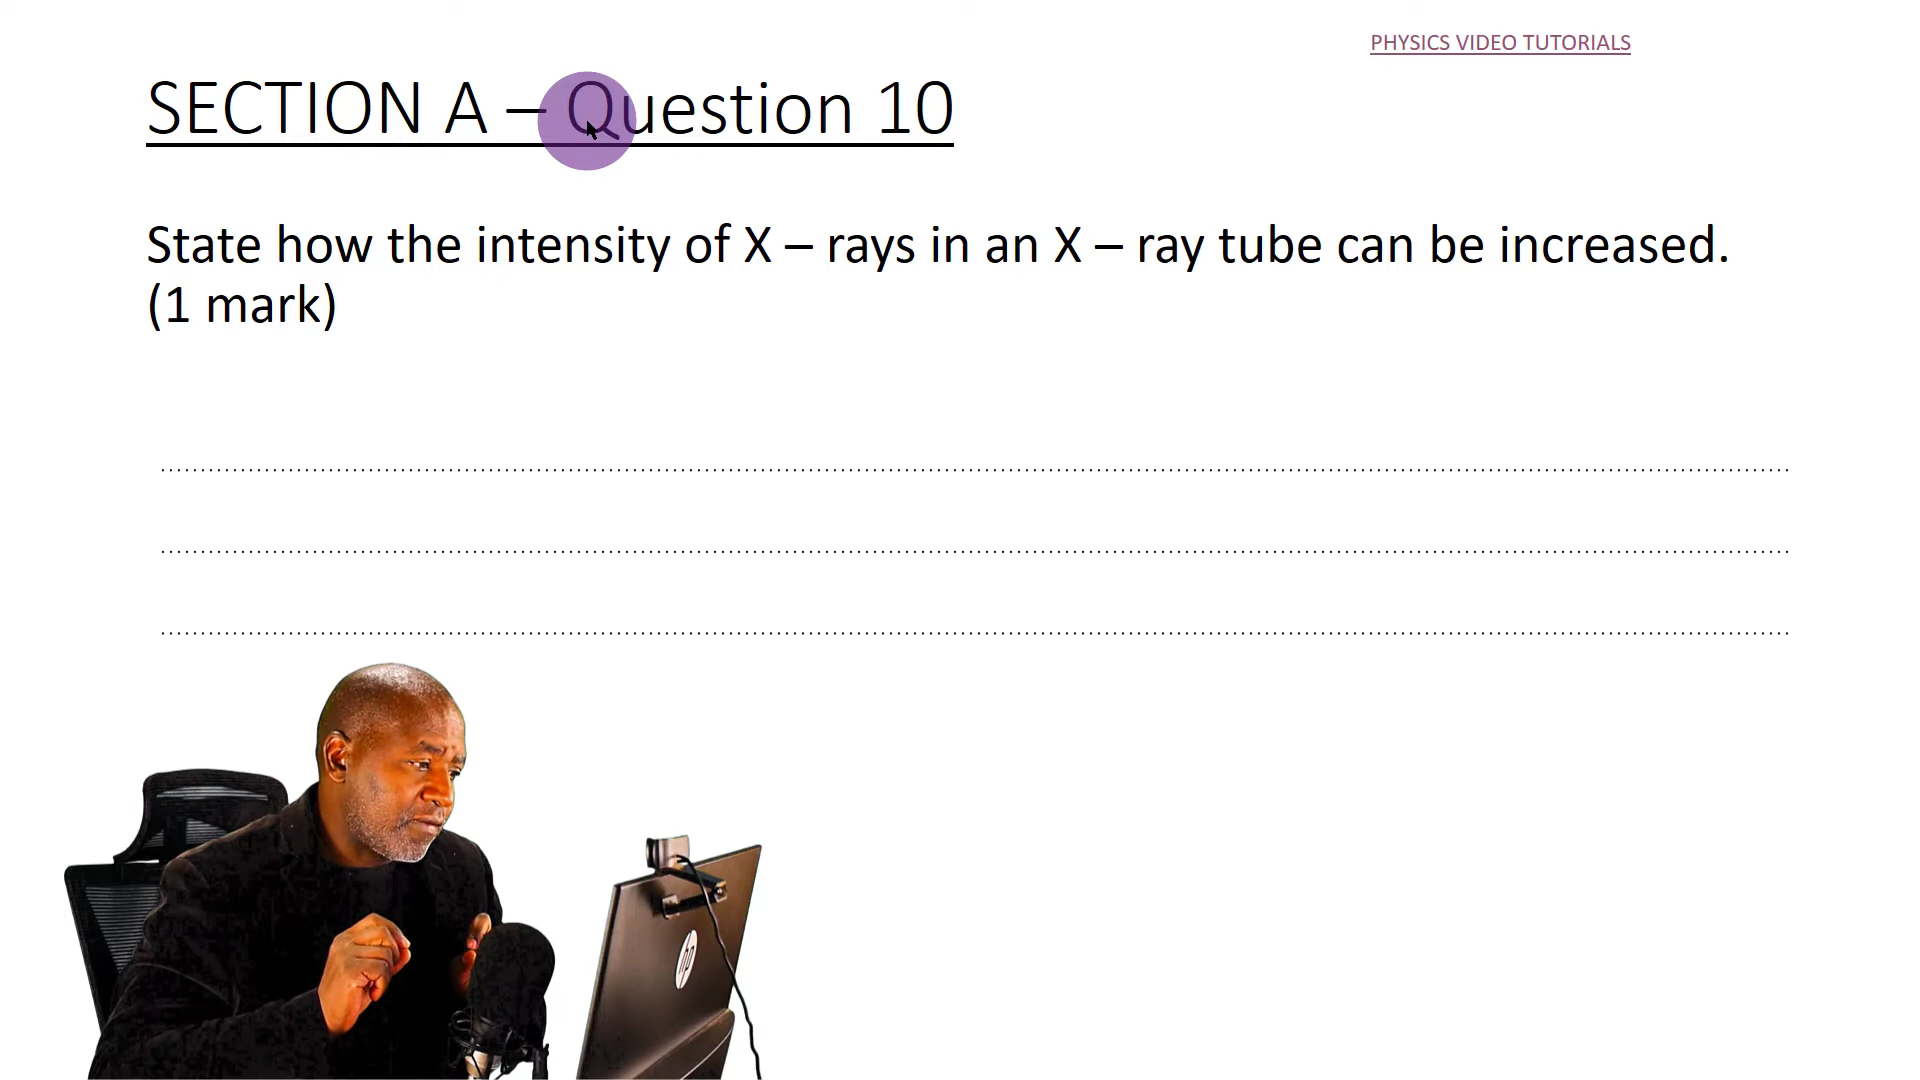 PHYSICS VIDEO TUTORIALS
SECTION A – Question 10
State how the intensity of X – rays in an X – ray tube can be increased.
(1 mark)
hp